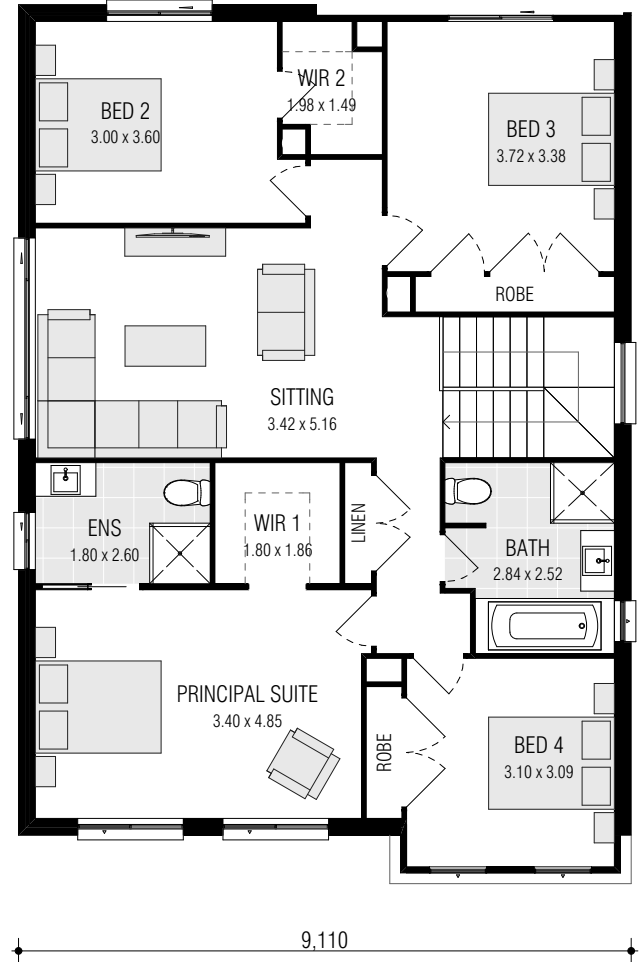 WIR 2
1.98 x 1.49
BED 2
3.00 x 3.60
BED 3
3.72 x 3.38
ROBE
SITTING
3.42 x 5.16
ENS
1.80 x 2.60
WIR 1
1.80 x 1.86
LINEN
BATH
2.84 x 2.52
PRINCIPAL SUITE
3.40 x 4.85
ROBE
BED 4
3.10 x 3.09
9,110